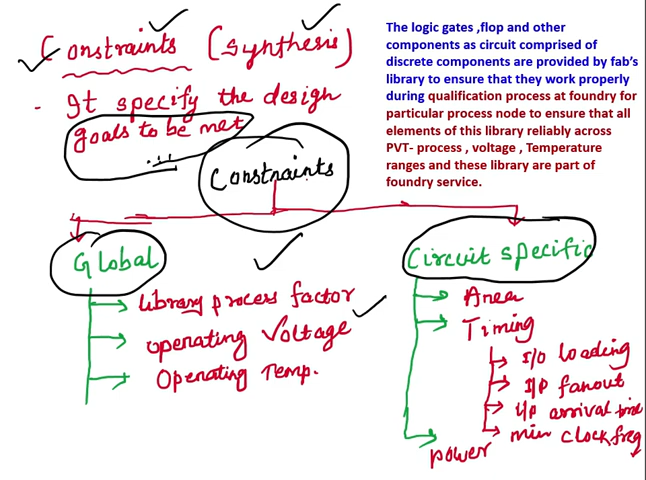 Constraints (Synthesis)
- It specify the design
goals to be met
The logic gates ,flop and other
components as circuit comprised of
discrete components are provided by fab's
library to ensure that they work properly
during qualification process at foundry for
particular process node to ensure that all
elements of this library reliably across
PVT- process , voltage , Temperature
ranges and these library are part of
foundry service.
Constraints
Global
library process factor
operating Voltage
Operating Temp.
Circuit specific
Area
Timing
I/O loading
I/P fanout
I/P arrival time
min clock freq
power